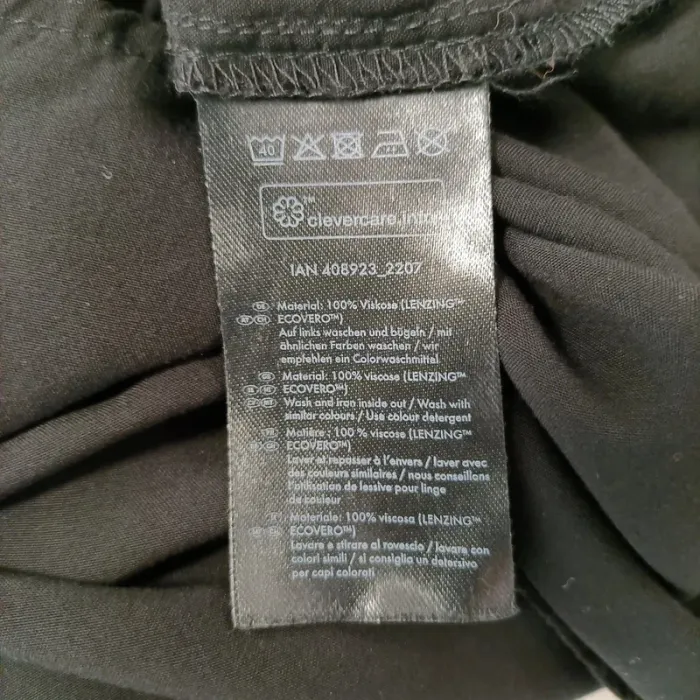 40
clevercare.info
IAN 408923_2207
DE Material: 100% Viskose (LENZING™
AT CH ECOVERO™)
Auf links waschen und bügeln / mit
ähnlichen Farben waschen / wir
empfehlen ein Colorwaschmittel
Material: 100% viscose (LENZING™
ECOVERO™)
Wash and iron inside out / Wash with
similar colours / Use colour detergent
Matière : 100 % viscose (LENZING™
ECOVERO™)
Laver et repasser à l'envers / laver avec
des couleurs similaires / nous conseillons
l'utilisation de lessive pour linge
de couleur
Materiale: 100% viscosa (LENZING™
ECOVERO™)
Lavare e stirare al rovescio / lavare con
colori simili / si consiglia un detersivo
per capi colorati